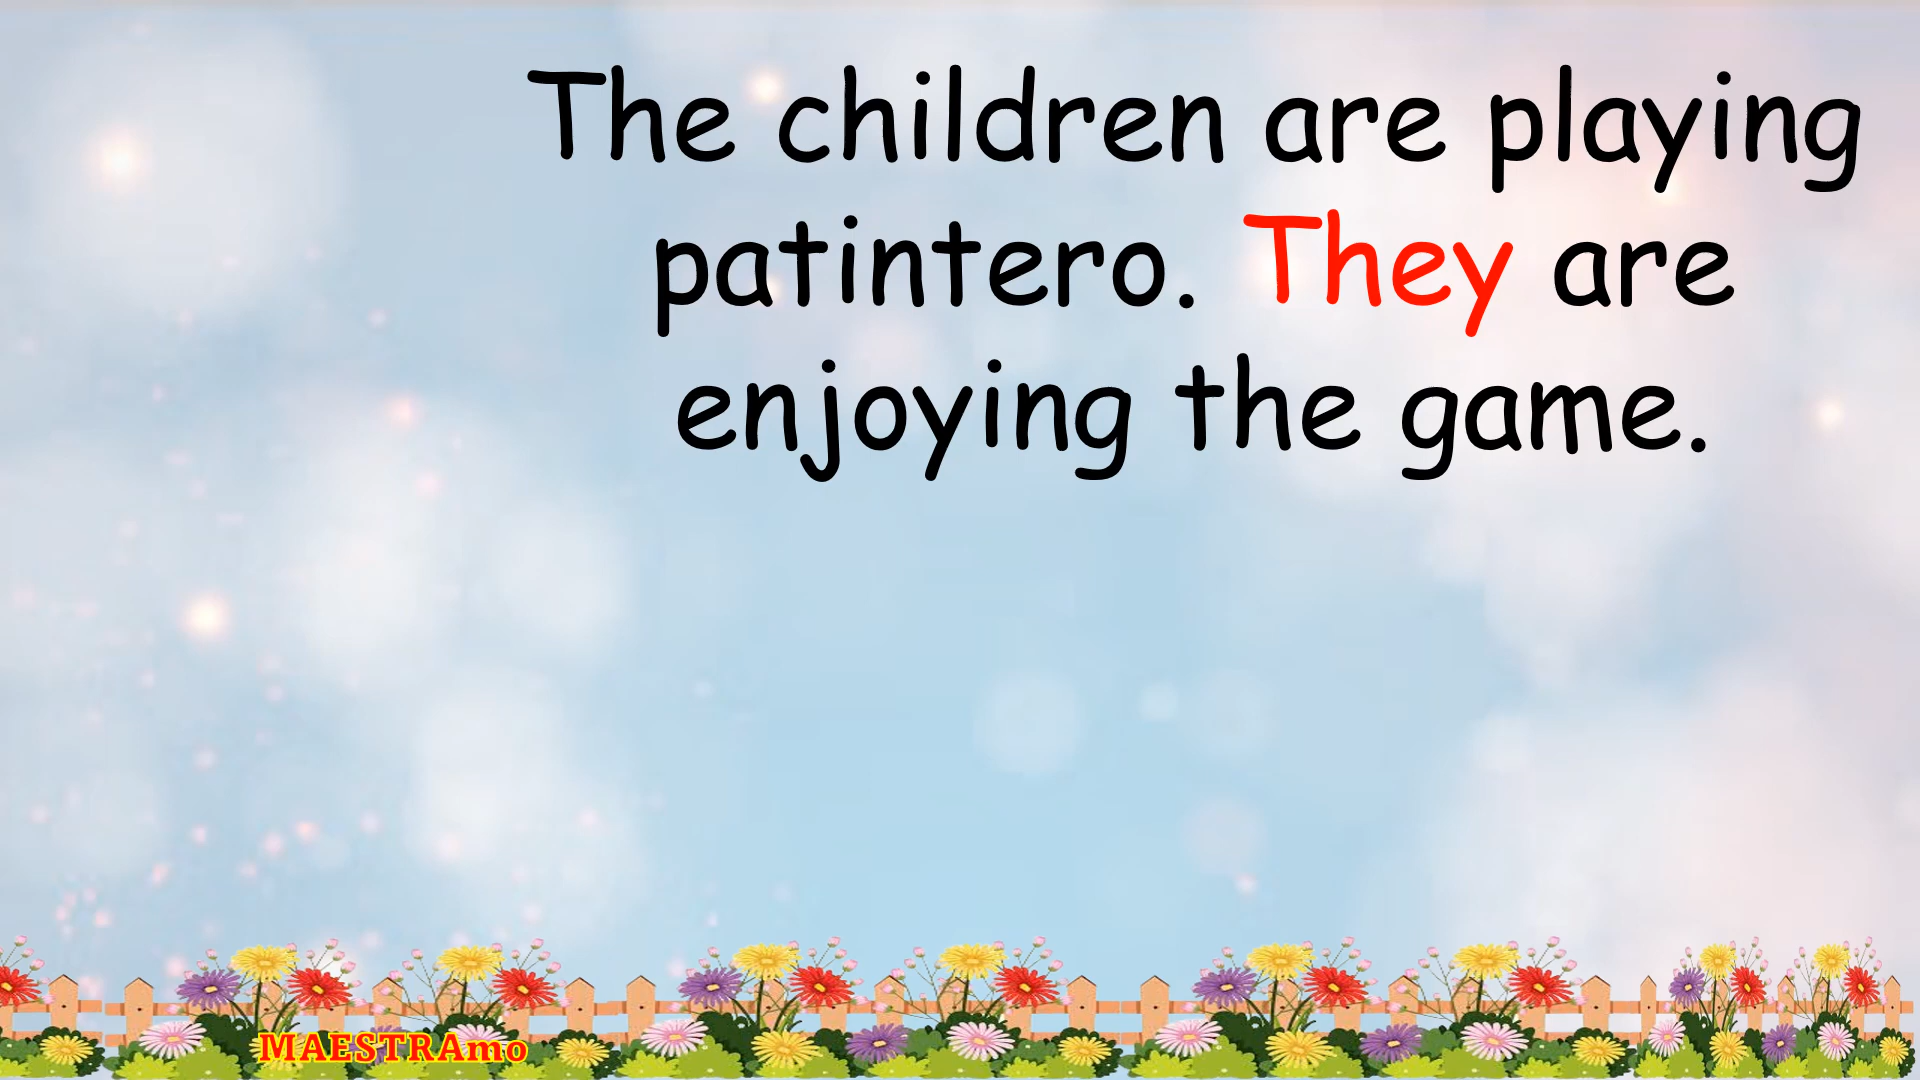 The children are playing
patintero. They are
enjoying the game.
MAESTRAmo